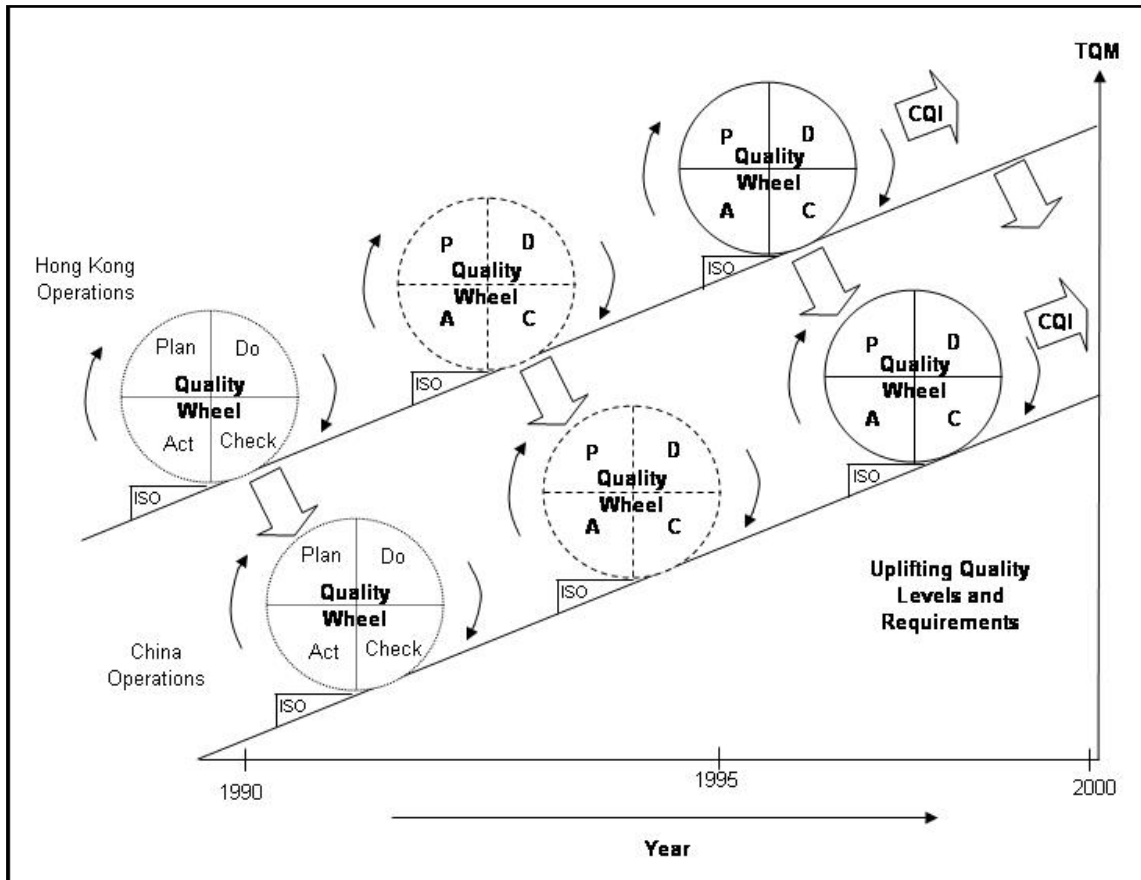 TQM
CQI
P D
Quality
Wheel
A C
ISO
P D
Quality
Wheel
A C
ISO
Hong Kong
Operations
Plan Do
Quality
Wheel
Act Check
ISO
CQI
P D
Quality
Wheel
A C
ISO
P D
Quality
Wheel
A C
ISO
Plan Do
Quality
Wheel
Act Check
ISO
China
Operations
Uplifting Quality
Levels and
Requirements
1990
1995
2000
Year